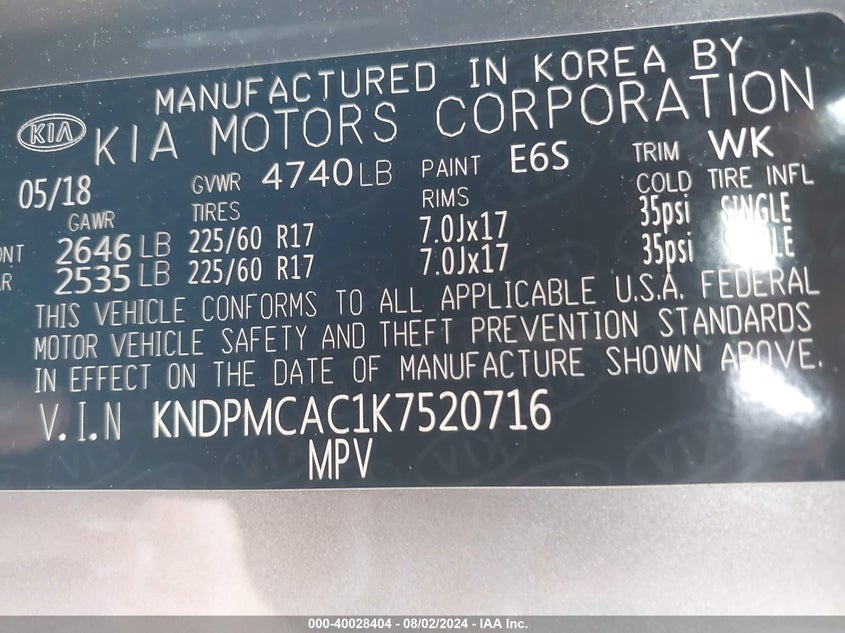 MANUFACTURED IN KOREA BY
KIA KIA MOTORS CORPORATION
05/18 GVWR 4740 LB PAINT E6S TRIM WK
GAWR TIRES RIMS COLD TIRE INFL
2646 LB 225/60 R17 7.0Jx17 35psi SINGLE
2535 LB 225/60 R17 7.0Jx17 35psi
THIS VEHICLE CONFORMS TO ALL APPLICABLE U.S.A. FEDERAL
MOTOR VEHICLE SAFETY AND THEFT PREVENTION STANDARDS
IN EFFECT ON THE DATE OF MANUFACTURE SHOWN ABOVE.
V.I.N KNDPMCAC1K7520716
MPV
000-40028404 - 08/02/2024 - IAA Inc.